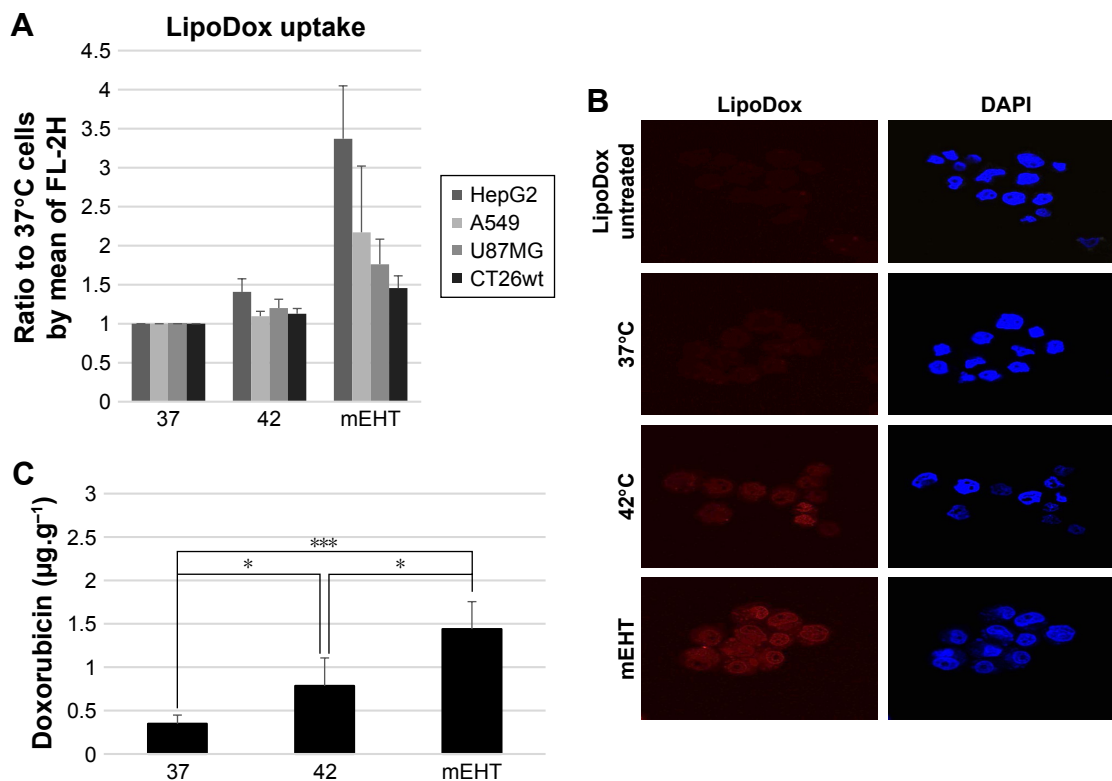 A
LipoDox uptake
Ratio to 37°C cells
by mean of FL-2H
4.5
4
3.5
3
2.5
2
1.5
1
0.5
0
37
42
mEHT
HepG2
A549
U87MG
CT26wt
B
LipoDox
DAPI
LipoDox
untreated
37°C
42°C
mEHT
C
Doxorubicin (µg.g⁻¹)
3
2.5
2
1.5
1
0.5
0
***
*
*
37
42
mEHT